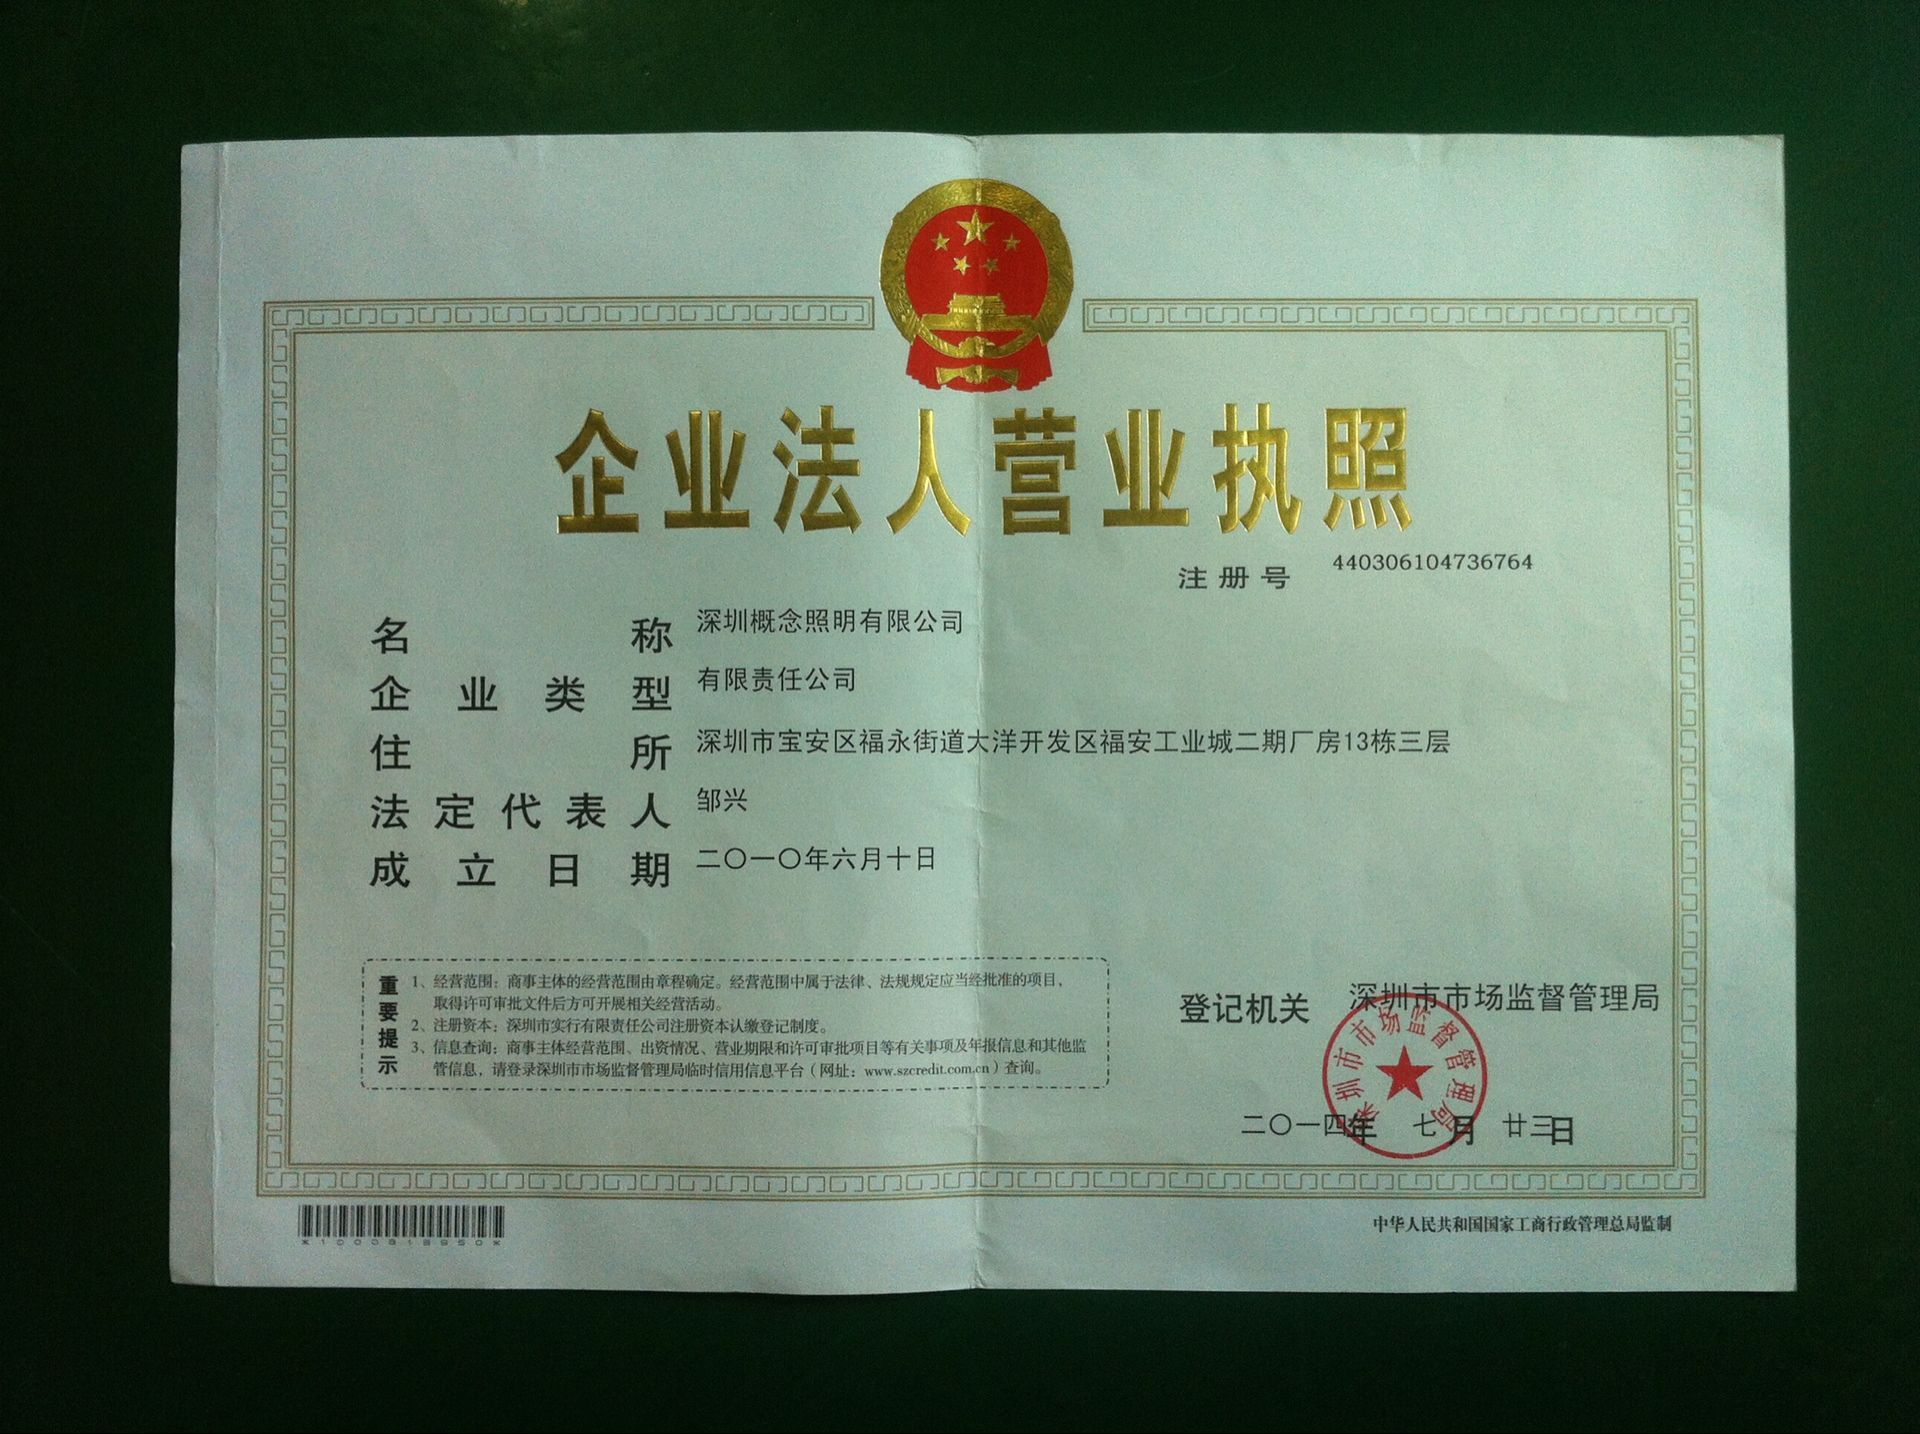 企业法人营业执照
注册号 440306104736764
名称 深圳概念照明有限公司
企业类型 有限责任公司
住所 深圳市宝安区福永街道大洋开发区福安工业城二期厂房13栋三层
法定代表人 邹兴
成立日期 二〇一〇年六月十日
重要提示
1、经营范围：商事主体的经营范围由章程确定。经营范围中属于法律、法规规定应当经批准的项目，
取得许可审批文件后方可开展相关经营活动。
2、注册资本：深圳市实行有限责任公司注册资本认缴登记制度。
3、信息查询：商事主体经营范围、出资情况、营业期限和许可审批项目等有关事项及年报信息和其他监
管信息，请登录深圳市市场监督管理局临时信用信息平台（网址：www.szcredit.com.cn）查询。
登记机关 深圳市市场监督管理局
深圳市市场监督管理局
二〇一四年 七月 廿三日
中华人民共和国国家工商行政管理总局监制